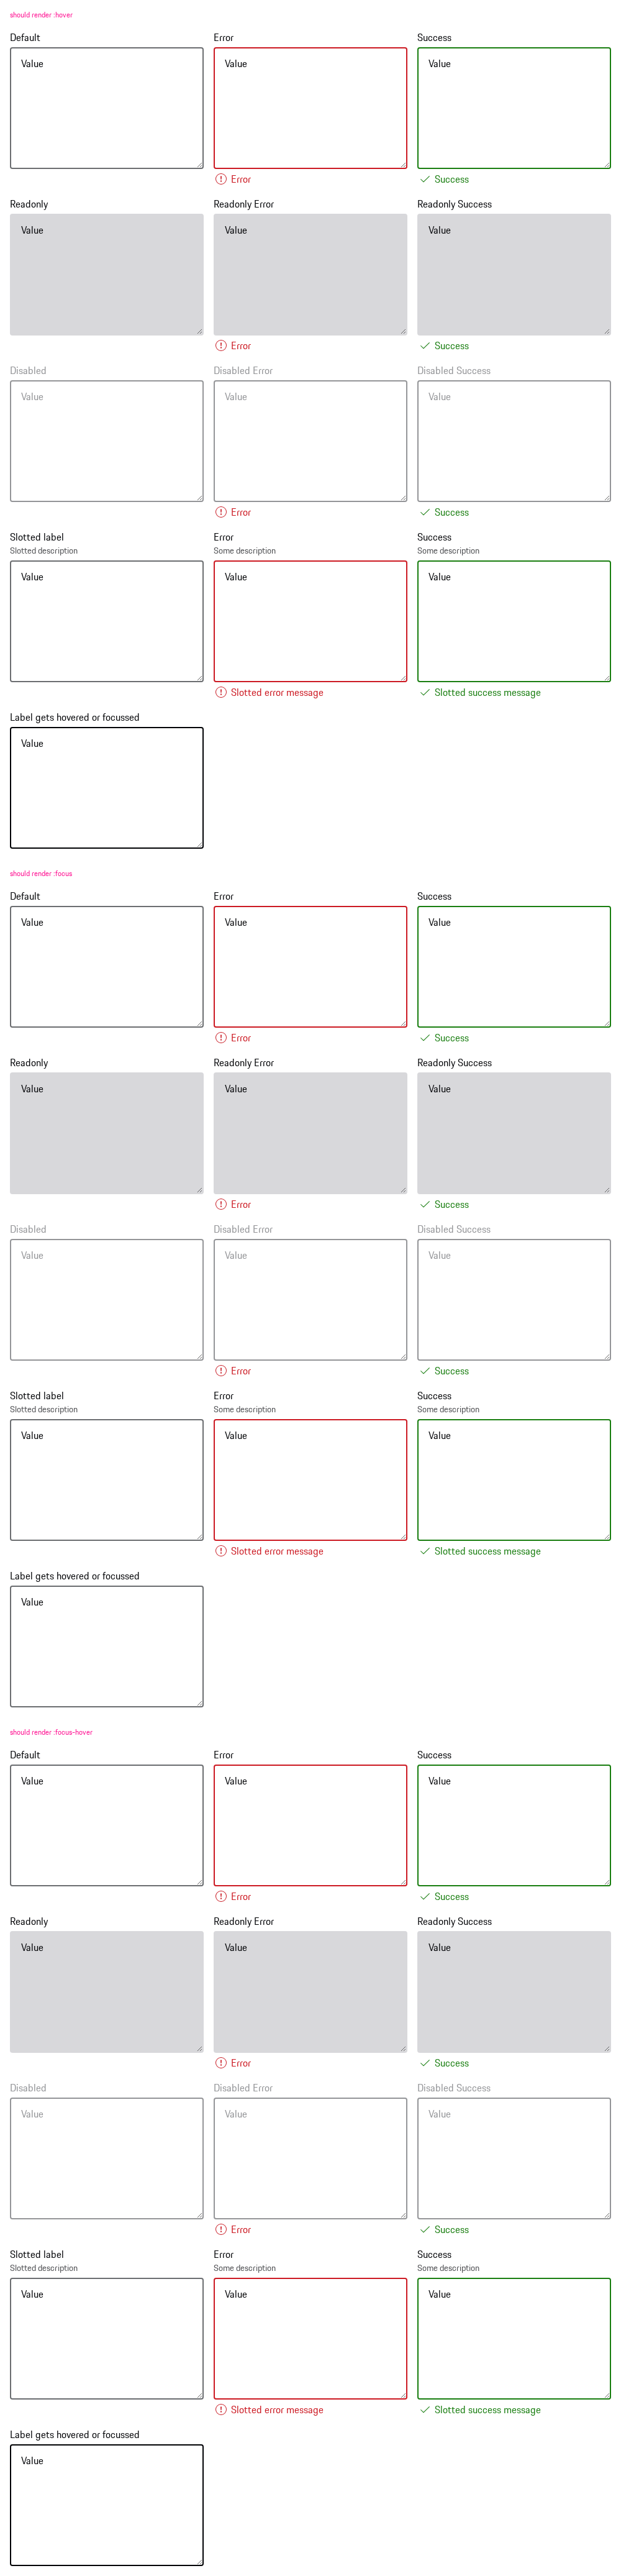 should render :hover
Default Error Success
Value Value Value
Error Success
Readonly Readonly Error Readonly Success
Value Value Value
Error Success
Disabled Disabled Error Disabled Success
Value Value Value
Error Success
Slotted label Error Success
Slotted description Some description Some description
Value Value Value
Slotted error message Slotted success message
Label gets hovered or focussed
Value
should render :focus
Default Error Success
Value Value Value
Error Success
Readonly Readonly Error Readonly Success
Value Value Value
Error Success
Disabled Disabled Error Disabled Success
Value Value Value
Error Success
Slotted label Error Success
Slotted description Some description Some description
Value Value Value
Slotted error message Slotted success message
Label gets hovered or focussed
Value
should render :focus-hover
Default Error Success
Value Value Value
Error Success
Readonly Readonly Error Readonly Success
Value Value Value
Error Success
Disabled Disabled Error Disabled Success
Value Value Value
Error Success
Slotted label Error Success
Slotted description Some description Some description
Value Value Value
Slotted error message Slotted success message
Label gets hovered or focussed
Value